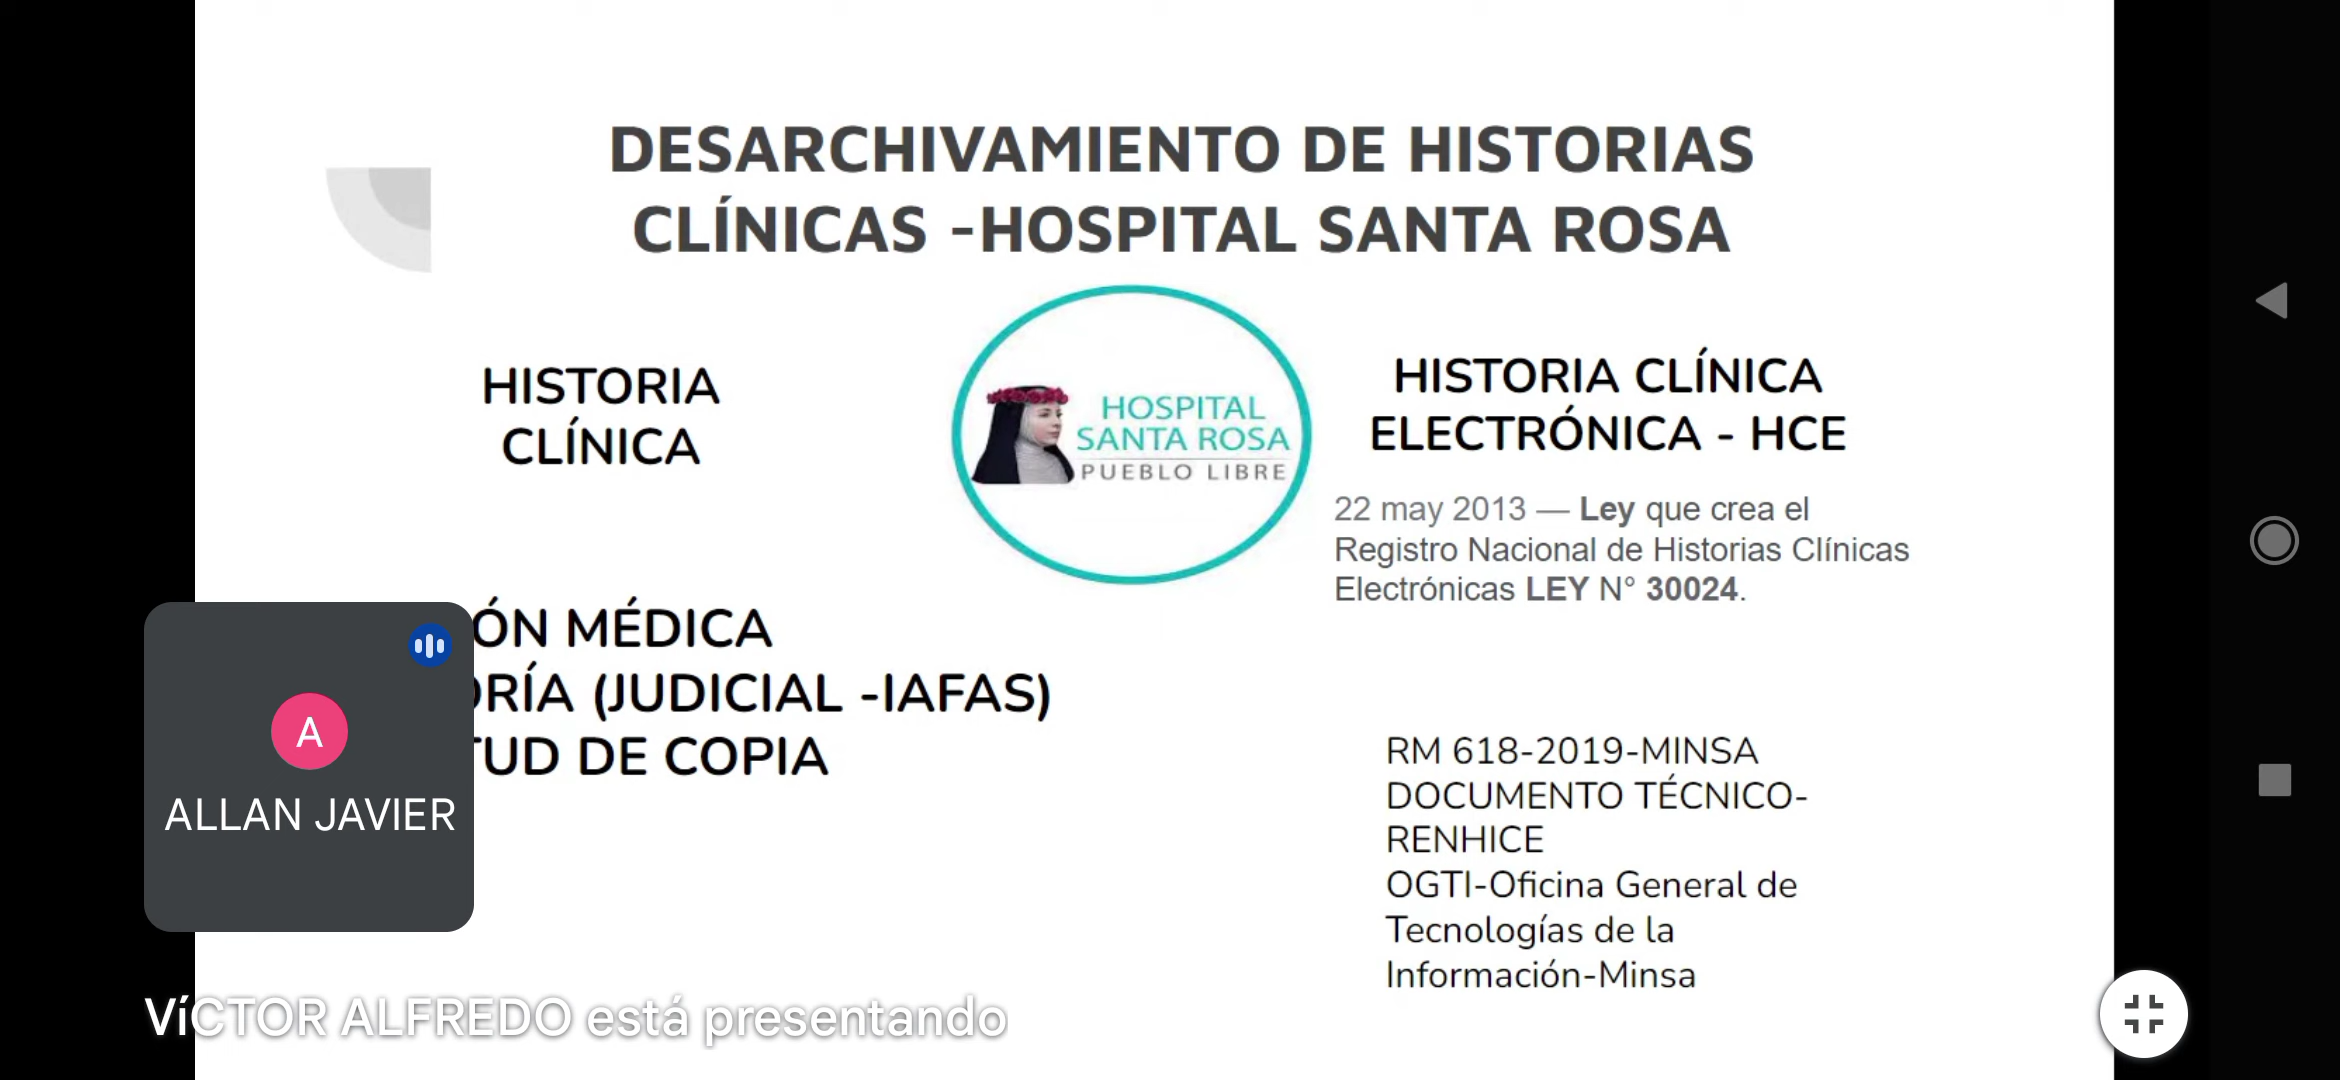 DESARCHIVAMIENTO DE HISTORIAS
CLÍNICAS -HOSPITAL SANTA ROSA
HISTORIA
CLÍNICA
HOSPITAL
SANTA ROSA
PUEBLO LIBRE
HISTORIA CLÍNICA
ELECTRÓNICA - HCE
22 may 2013 — Ley que crea el
Registro Nacional de Historias Clínicas
Electrónicas LEY N° 30024.
ÓN MÉDICA
RÍA (JUDICIAL -IAFAS)
TUD DE COPIA
A
ALLAN JAVIER
RM 618-2019-MINSA
DOCUMENTO TÉCNICO-
RENHICE
OGTI-Oficina General de
Tecnologías de la
Información-Minsa
VíCTOR ALFREDO está presentando